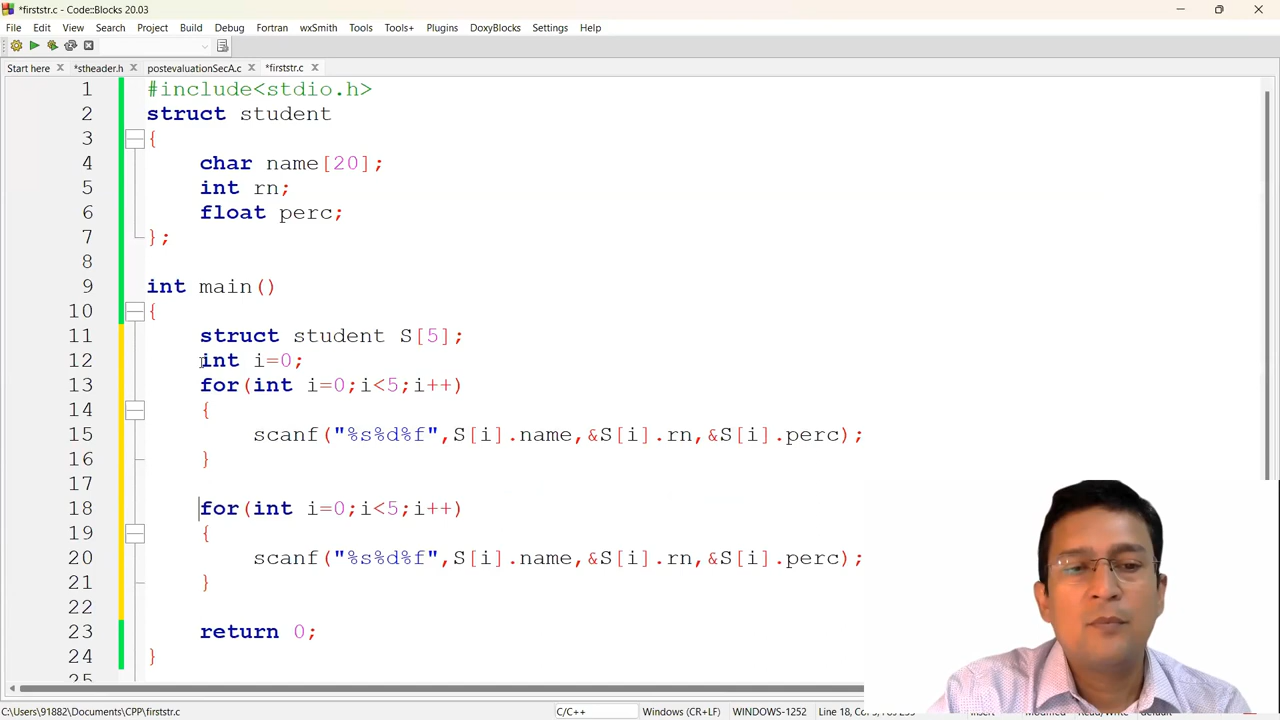 *firststr.c - Code::Blocks 20.03
File Edit View Search Project Build Debug Fortran wxSmith Tools Tools+ Plugins DoxyBlocks Settings Help
Start here *stheader.h postevaluationSecA.c *firststr.c
1 #include<stdio.h>
2 struct student
3 {
4 char name[20];
5 int rn;
6 float perc;
7 };
8
9 int main()
10 {
11 struct student S[5];
12 int i=0;
13 for(int i=0;i<5;i++)
14 {
15 scanf("%s%d%f",S[i].name,&S[i].rn,&S[i].perc);
16 }
17
18 for(int i=0;i<5;i++)
19 {
20 scanf("%s%d%f",S[i].name,&S[i].rn,&S[i].perc);
21 }
22
23 return 0;
24 }
25
C:\Users\91882\Documents\CPP\firststr.c C/C++ Windows (CR+LF) WINDOWS-1252 Line 18,